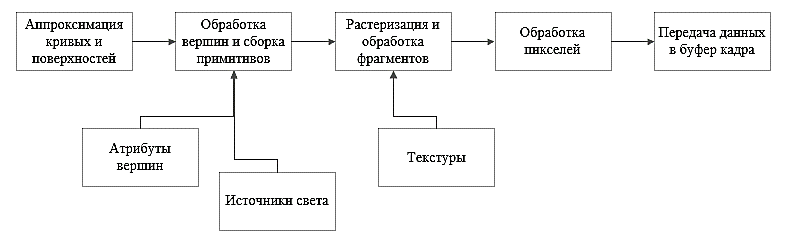 Аппроксимация
кривых и
поверхностей
Обработка
вершин и сборка
примитивов
Растеризация и
обработка
фрагментов
Обработка
пикселей
Передача данных
в буфер кадра
Атрибуты
вершин
Источники света
Текстуры